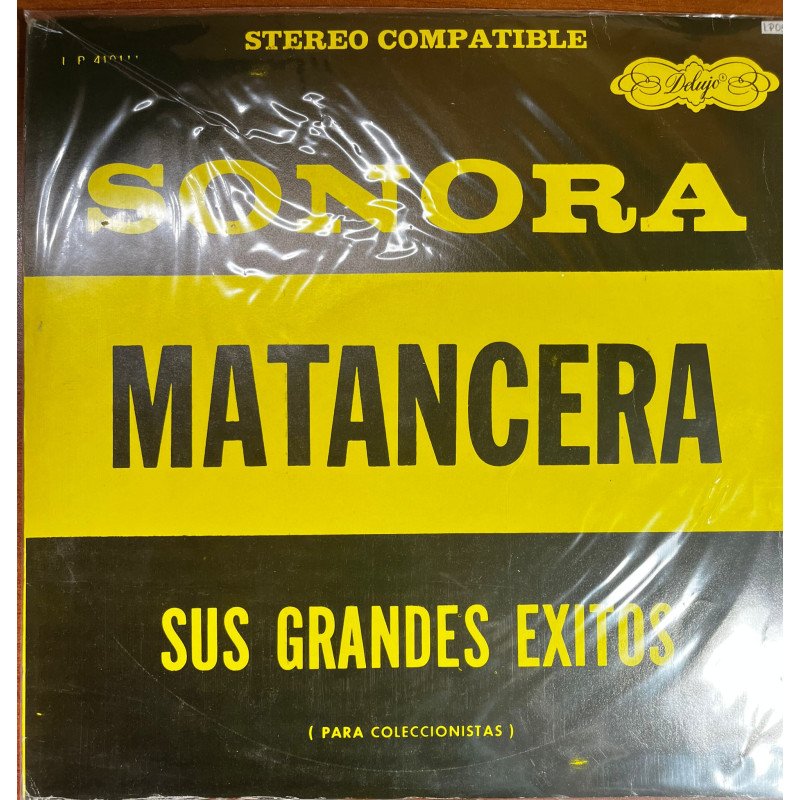 STEREO COMPATIBLE
Delujo
SONORA
MATANCERA
SUS GRANDES EXITOS
( PARA COLECCIONISTAS )